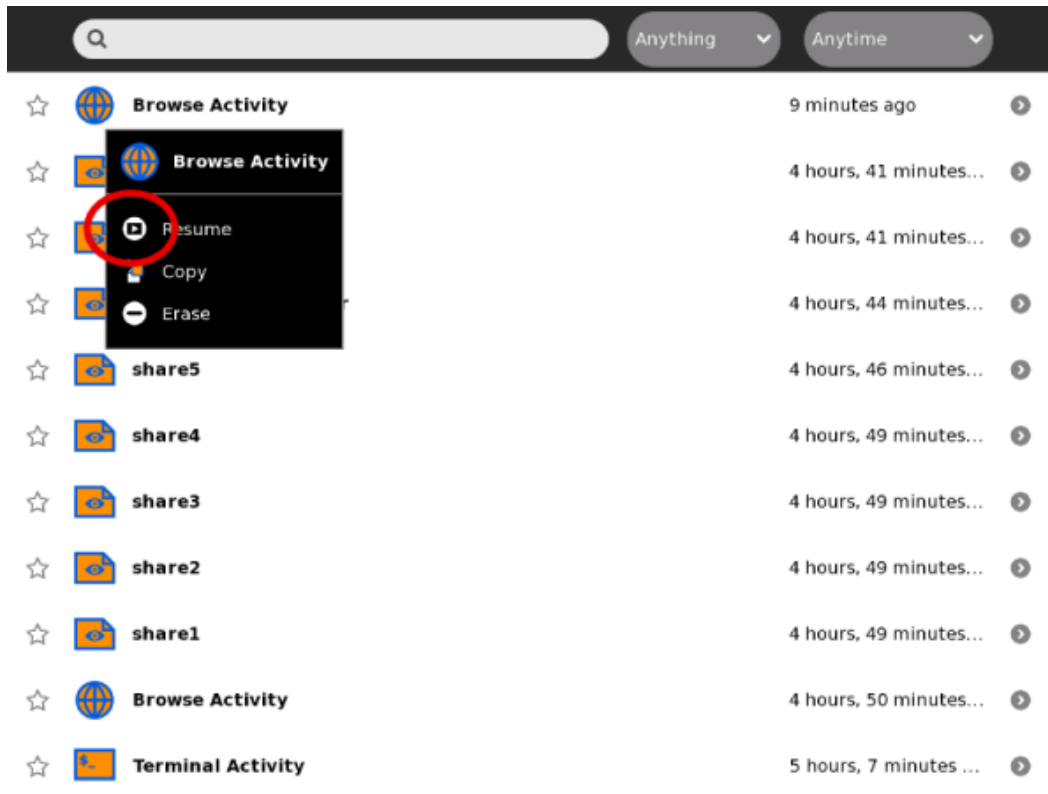 Anything Anytime
Browse Activity 9 minutes ago
Browse Activity
4 hours, 41 minutes...
Resume
4 hours, 41 minutes...
Copy
r 4 hours, 44 minutes...
Erase
share5 4 hours, 46 minutes...
share4 4 hours, 49 minutes...
share3 4 hours, 49 minutes...
share2 4 hours, 49 minutes...
share1 4 hours, 49 minutes...
Browse Activity 4 hours, 50 minutes...
$_ Terminal Activity 5 hours, 7 minutes ...